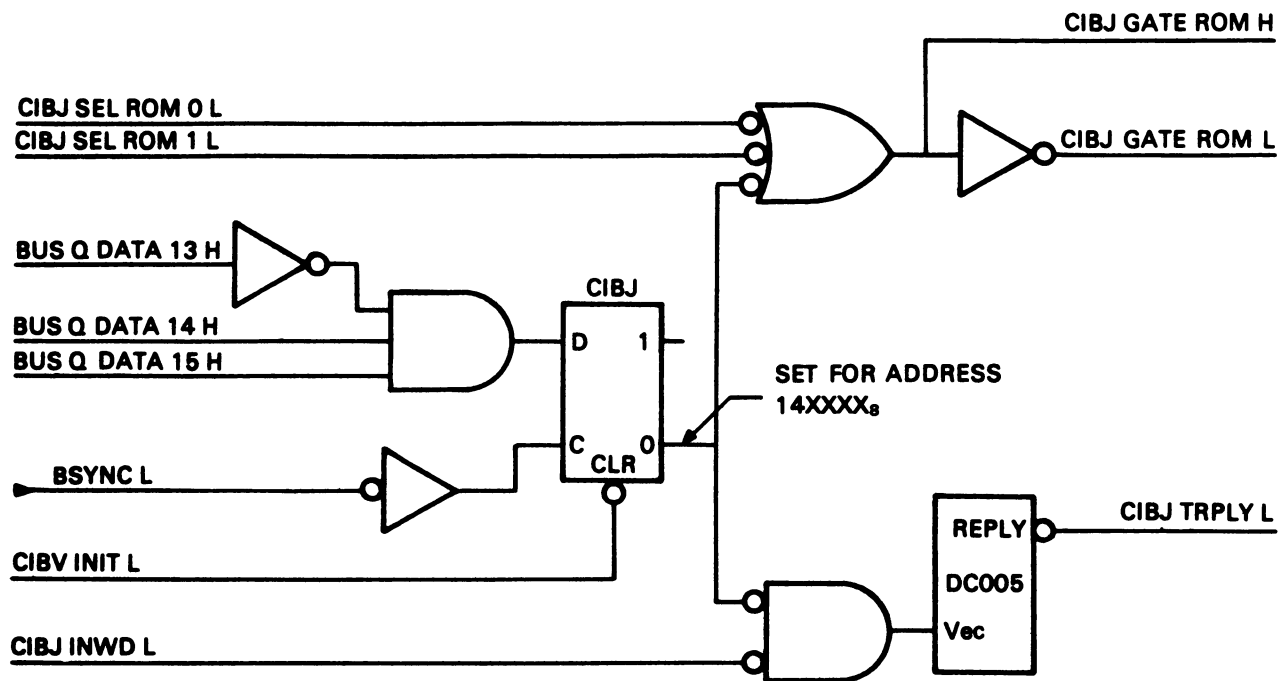 CIBJ GATE ROM H
CIBJ SEL ROM 0 L
CIBJ SEL ROM 1 L
CIBJ GATE ROM L
BUS Q DATA 13 H
CIBJ
BUS Q DATA 14 H
D 1
BUS Q DATA 15 H
SET FOR ADDRESS
14XXXX₈
C 0
CLR
BSYNC L
CIBJ TRPLY L
REPLY
CIBV INIT L
DC005
Vec
CIBJ INWD L